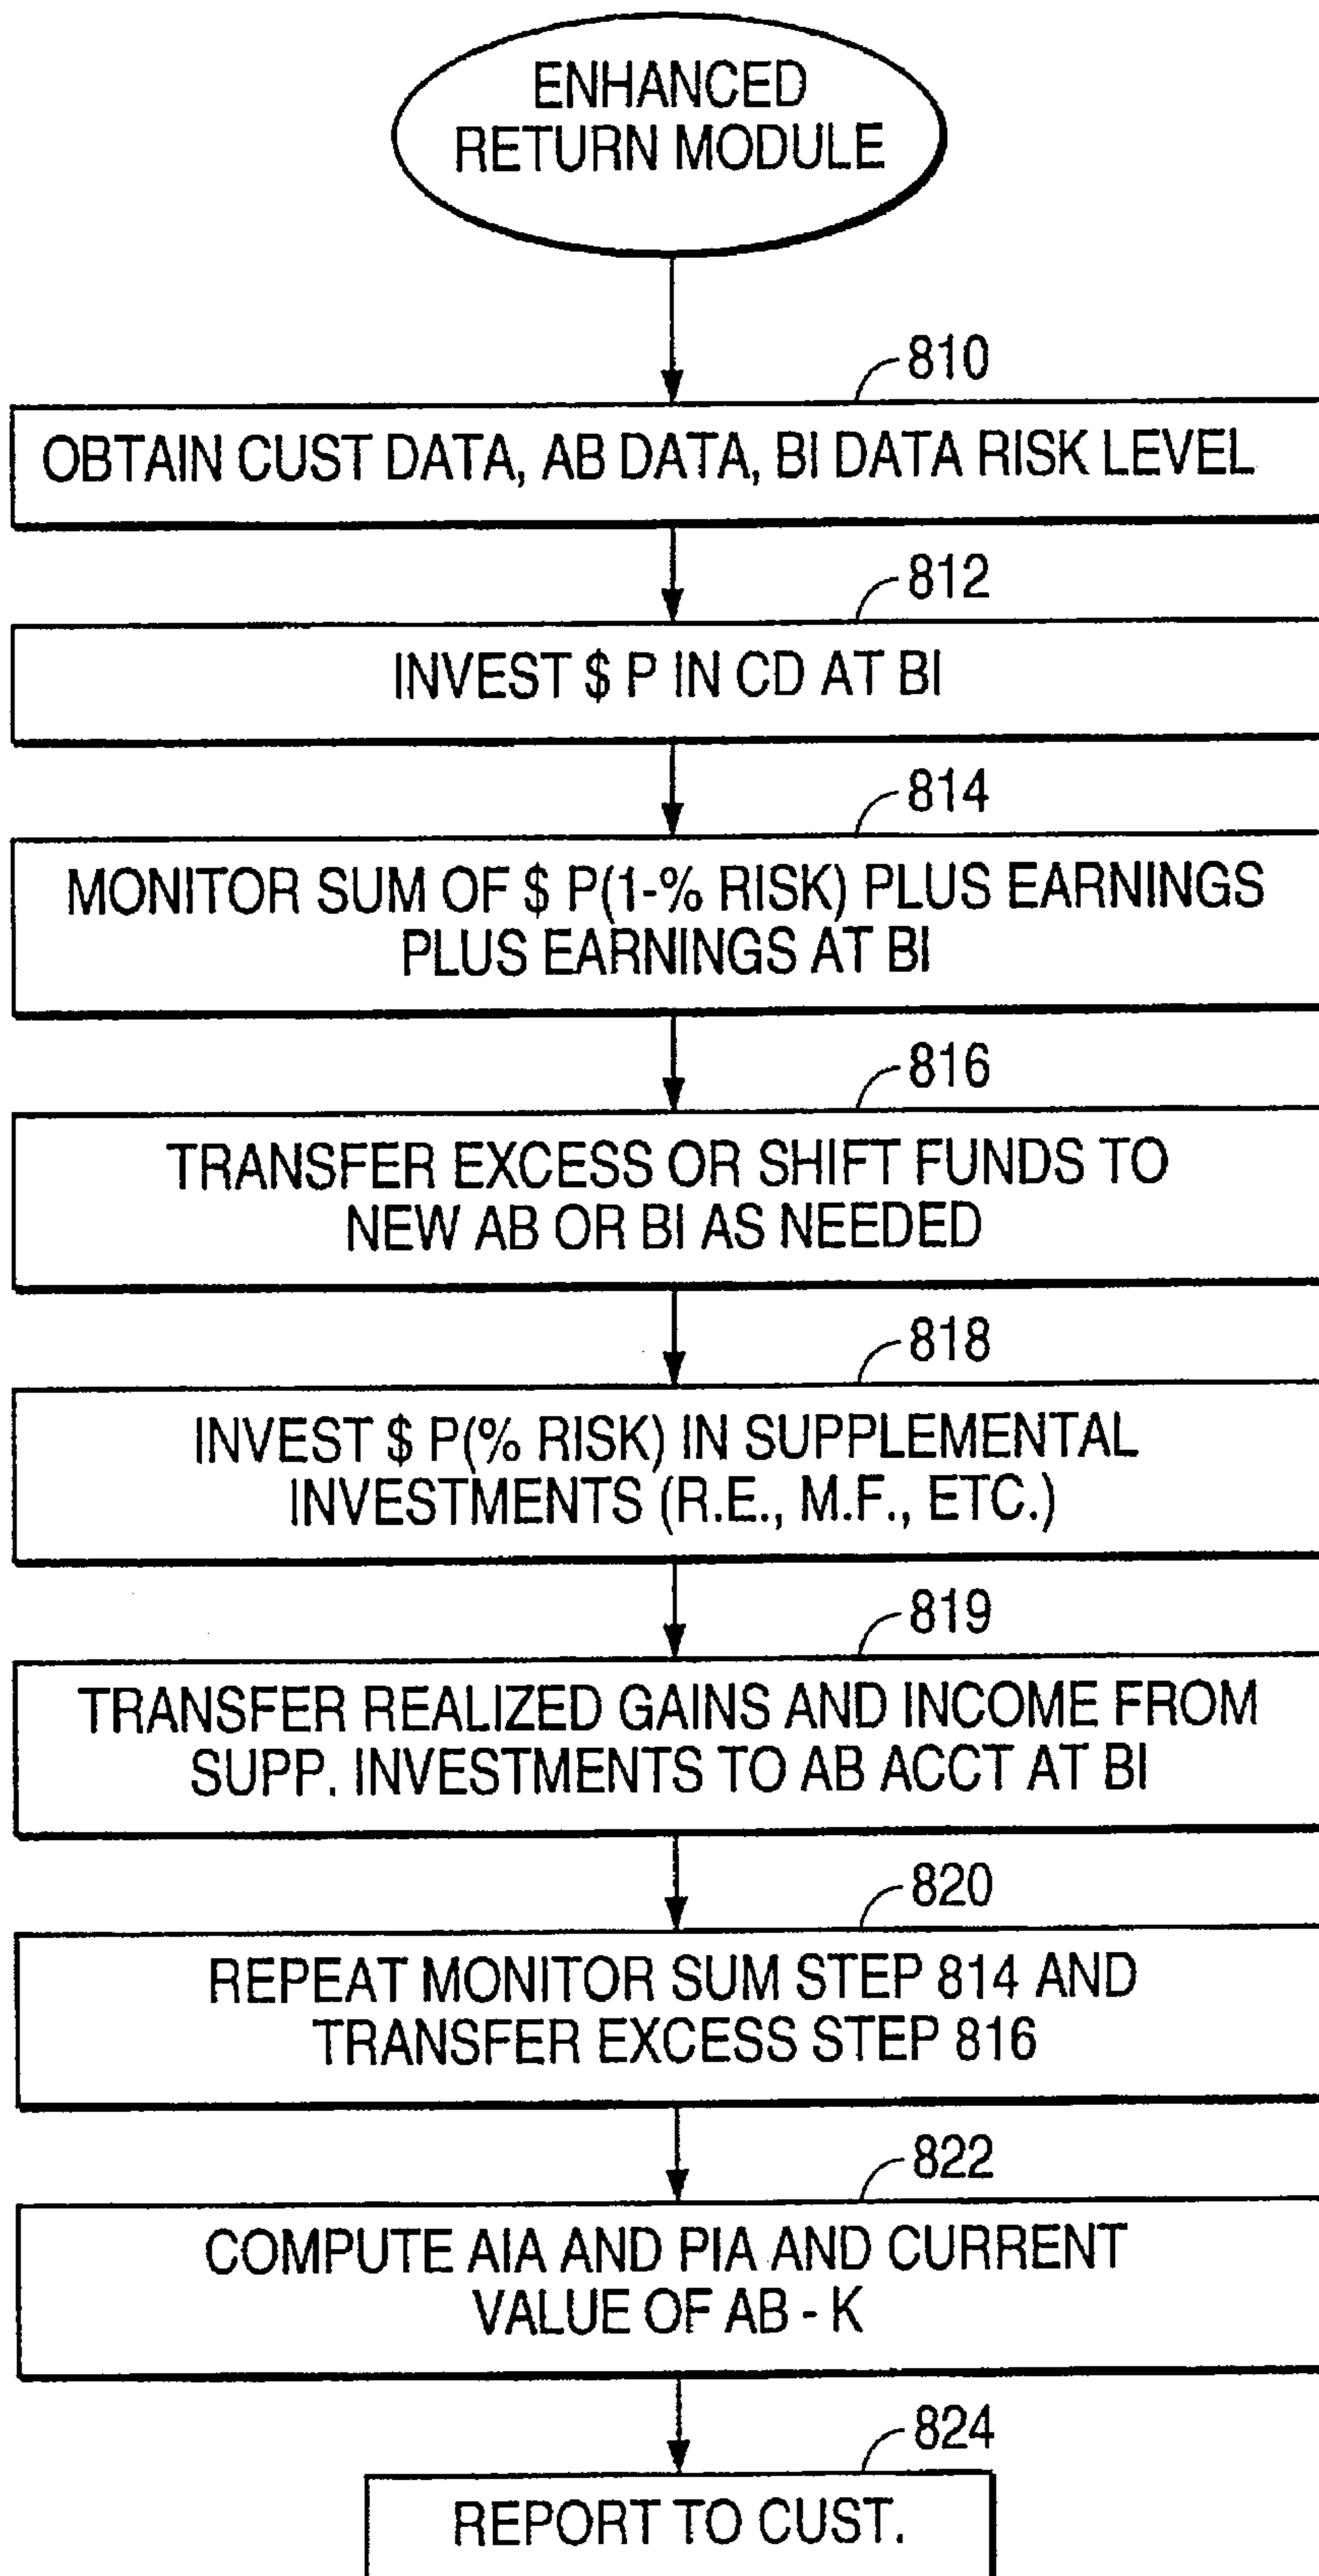 ENHANCED
RETURN MODULE
810
OBTAIN CUST DATA, AB DATA, BI DATA RISK LEVEL
812
INVEST $ P IN CD AT BI
814
MONITOR SUM OF $ P(1-% RISK) PLUS EARNINGS
PLUS EARNINGS AT BI
816
TRANSFER EXCESS OR SHIFT FUNDS TO
NEW AB OR BI AS NEEDED
818
INVEST $ P(% RISK) IN SUPPLEMENTAL
INVESTMENTS (R.E., M.F., ETC.)
819
TRANSFER REALIZED GAINS AND INCOME FROM
SUPP. INVESTMENTS TO AB ACCT AT BI
820
REPEAT MONITOR SUM STEP 814 AND
TRANSFER EXCESS STEP 816
822
COMPUTE AIA AND PIA AND CURRENT
VALUE OF AB - K
824
REPORT TO CUST.